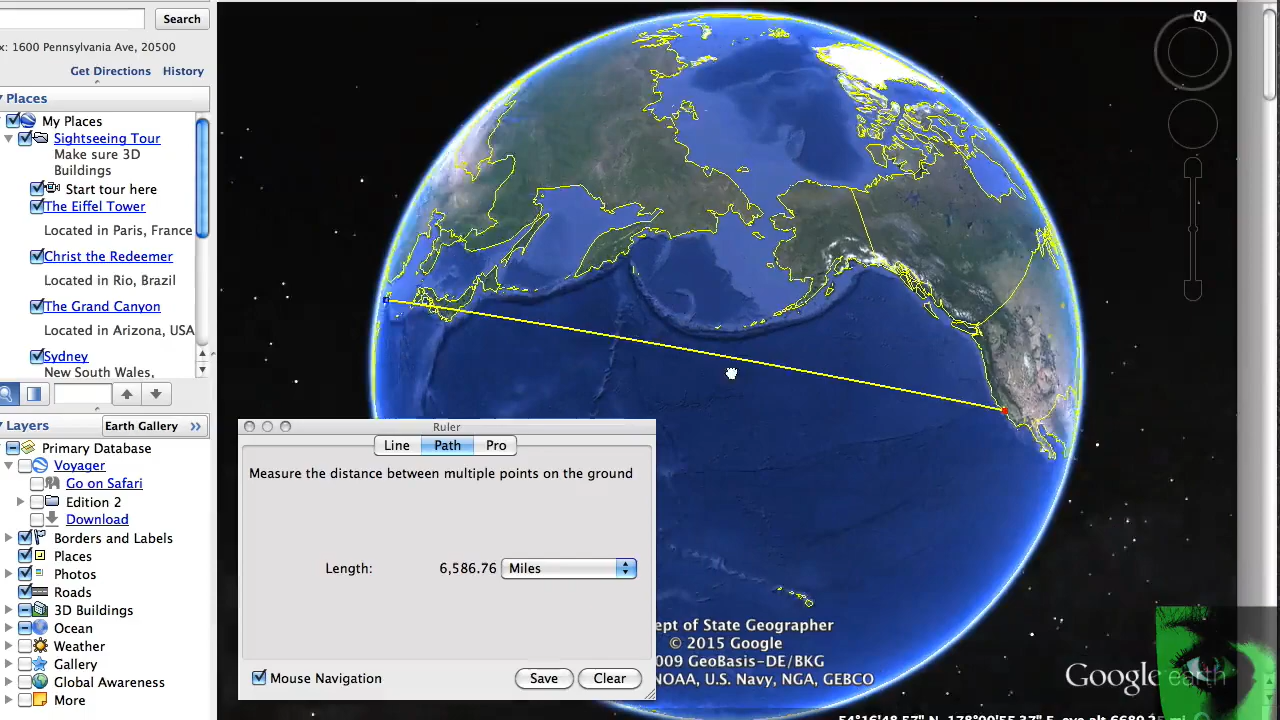 Search
x: 1600 Pennsylvania Ave, 20500
Get Directions History
Places
My Places
Sightseeing Tour
Make sure 3D
Buildings
Start tour here
The Eiffel Tower
Located in Paris, France
Christ the Redeemer
Located in Rio, Brazil
The Grand Canyon
Located in Arizona, USA
Sydney
New South Wales,
Layers
Earth Gallery >>
Primary Database
Voyager
Go on Safari
Edition 2
Download
Borders and Labels
Places
Photos
Roads
3D Buildings
Ocean
Weather
Gallery
Global Awareness
More
N
Ruler
Line Path Pro
Measure the distance between multiple points on the ground
Length: 6,586.76 Miles
Mouse Navigation Save Clear
ept of State Geographer
© 2015 Google
009 GeoBasis-DE/BKG
NOAA, U.S. Navy, NGA, GEBCO
Google earth